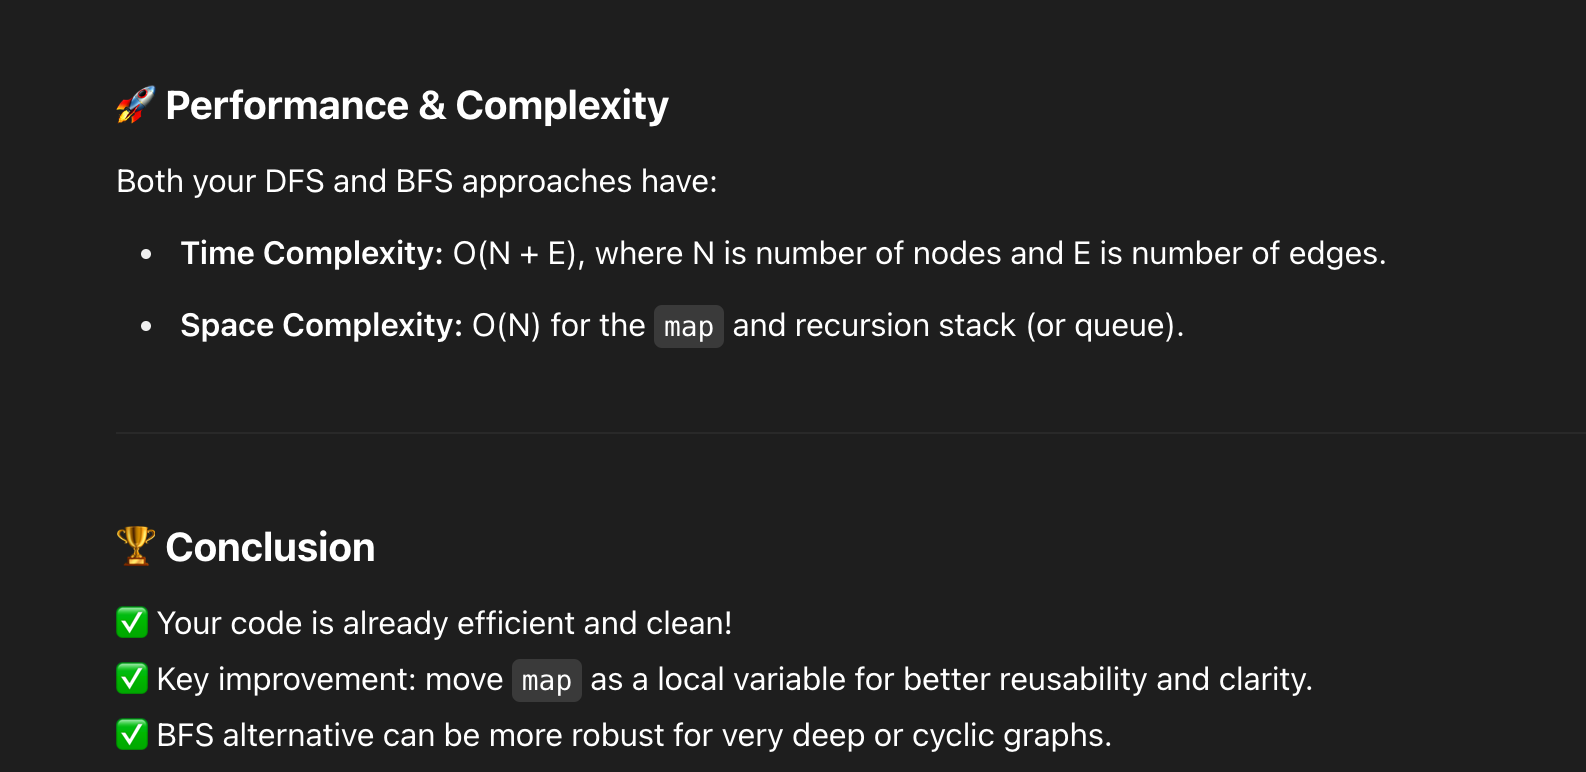 🚀 Performance & Complexity
Both your DFS and BFS approaches have:
• Time Complexity: O(N + E), where N is number of nodes and E is number of edges.
• Space Complexity: O(N) for the map and recursion stack (or queue).
🏆 Conclusion
✅ Your code is already efficient and clean!
✅ Key improvement: move map as a local variable for better reusability and clarity.
✅ BFS alternative can be more robust for very deep or cyclic graphs.